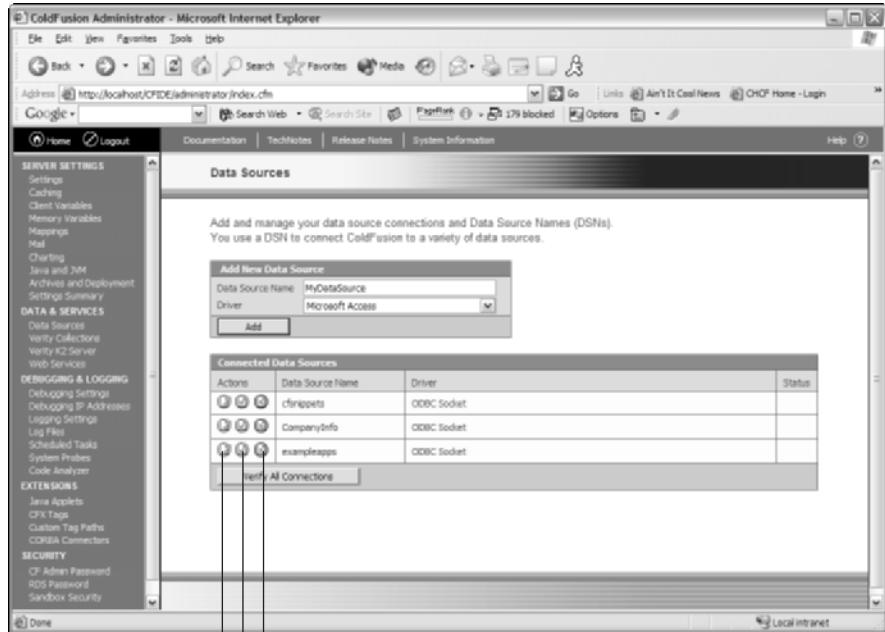 ColdFusion Administrator - Microsoft Internet Explorer
File Edit View Favorites Tools Help
Back Search Favorites Media
Address http://localhost/CFIDE/administrator/index.cfm Go Links Ain't It Cool News CHCF Home - Login »
Google Search Web Search Site PageRank 179 blocked Options
Home Logout Documentation | TechNotes | Release Notes | System Information Help ?
SERVER SETTINGS
Settings
Caching
Client Variables
Memory Variables
Mappings
Mail
Charting
Java and JVM
Archives and Deployment
Settings Summary
DATA & SERVICES
Data Sources
Verity Collections
Verity K2 Server
Web Services
DEBUGGING & LOGGING
Debugging Settings
Debugging IP Addresses
Logging Settings
Log Files
Scheduled Tasks
System Probes
Code Analyzer
EXTENSIONS
Java Applets
CFX Tags
Custom Tag Paths
CORBA Connectors
SECURITY
CF Admin Password
RDS Password
Sandbox Security
Data Sources
Add and manage your data source connections and Data Source Names (DSNs).
You use a DSN to connect ColdFusion to a variety of data sources.
Add New Data Source
Data Source Name MyDataSource
Driver Microsoft Access
Add
Connected Data Sources
Actions Data Source Name Driver Status
cfsnippets ODBC Socket
CompanyInfo ODBC Socket
exampleapps ODBC Socket
Verify All Connections
Done Local intranet